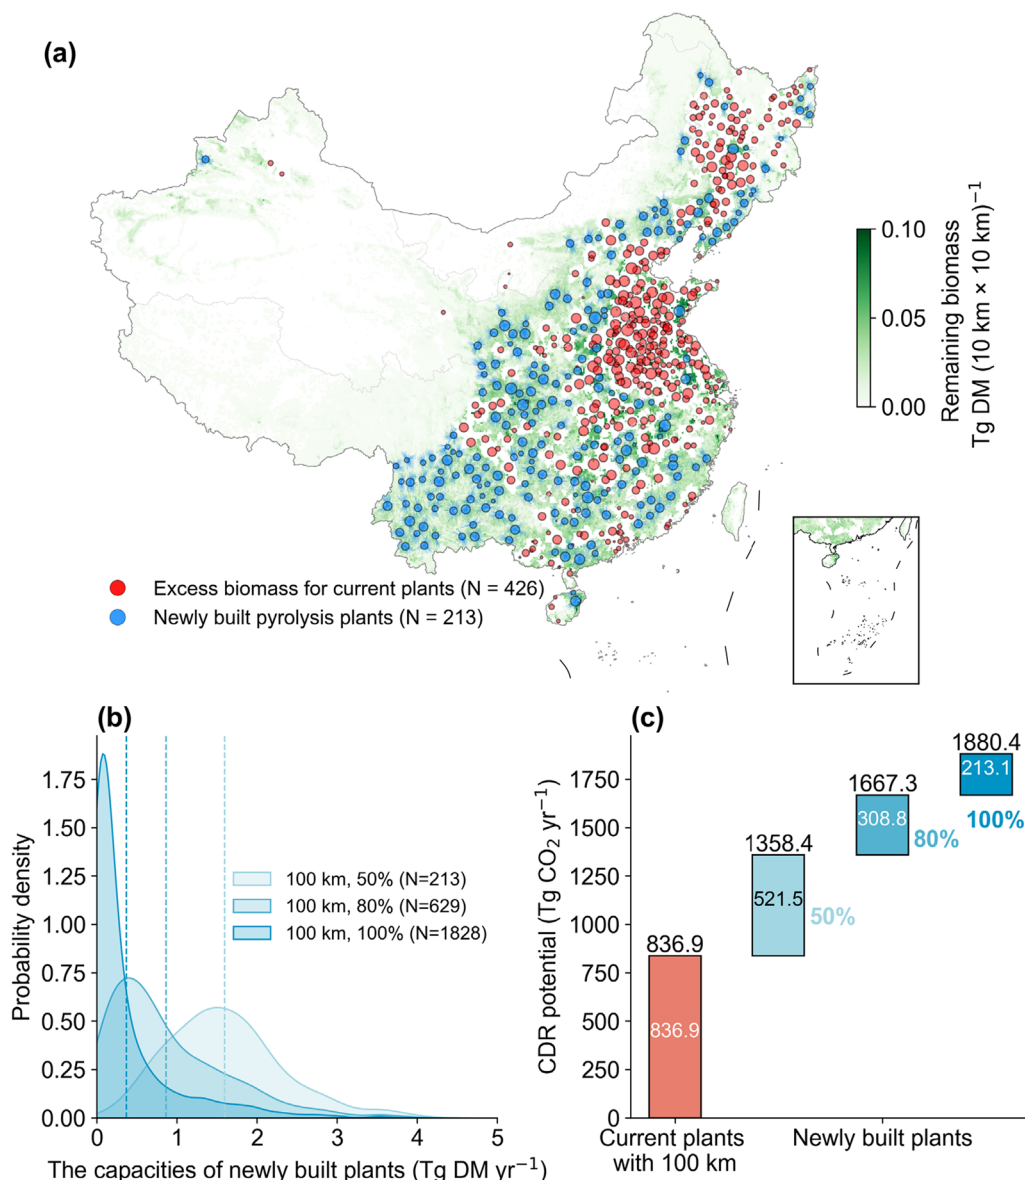 (a)
0.10
0.05
0.00
Remaining biomass
Tg DM (10 km × 10 km)⁻¹
Excess biomass for current plants (N = 426)
Newly built pyrolysis plants (N = 213)
(b)
Probability density
1.75
1.50
1.25
1.00
0.75
0.50
0.25
0.00
0
1
2
3
4
5
100 km, 50% (N=213)
100 km, 80% (N=629)
100 km, 100% (N=1828)
The capacities of newly built plants (Tg DM yr⁻¹)
(c)
CDR potential (Tg CO₂ yr⁻¹)
1750
1500
1250
1000
750
500
250
0
836.9
836.9
1358.4
521.5
50%
1667.3
308.8
80%
1880.4
213.1
100%
Current plants
with 100 km
Newly built plants